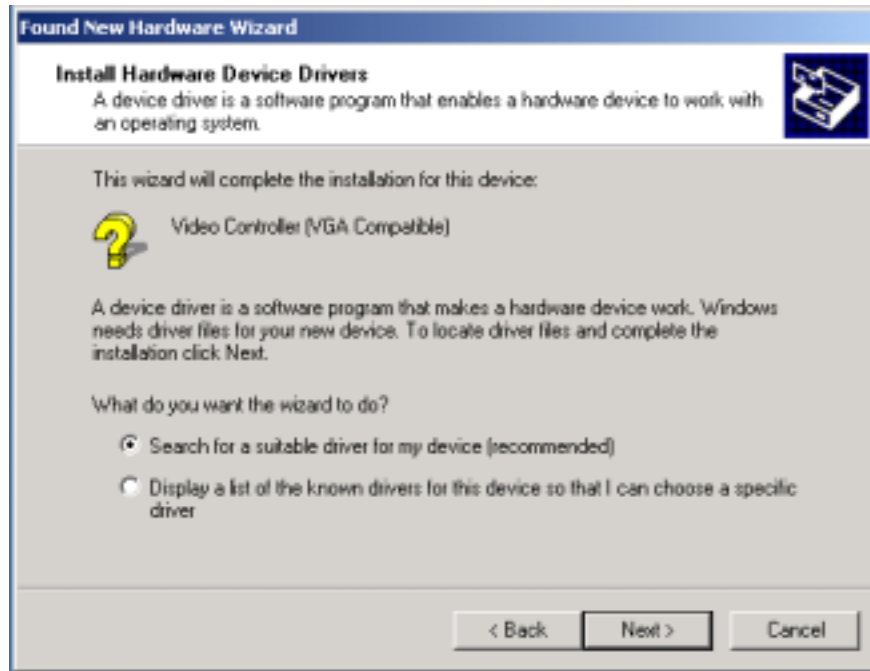 Found New Hardware Wizard
Install Hardware Device Drivers
A device driver is a software program that enables a hardware device to work with
an operating system.
This wizard will complete the installation for this device:
Video Controller (VGA Compatible)
A device driver is a software program that makes a hardware device work. Windows
needs driver files for your new device. To locate driver files and complete the
installation click Next.
What do you want the wizard to do?
Search for a suitable driver for my device (recommended)
Display a list of the known drivers for this device so that I can choose a specific
driver
< Back
Next >
Cancel